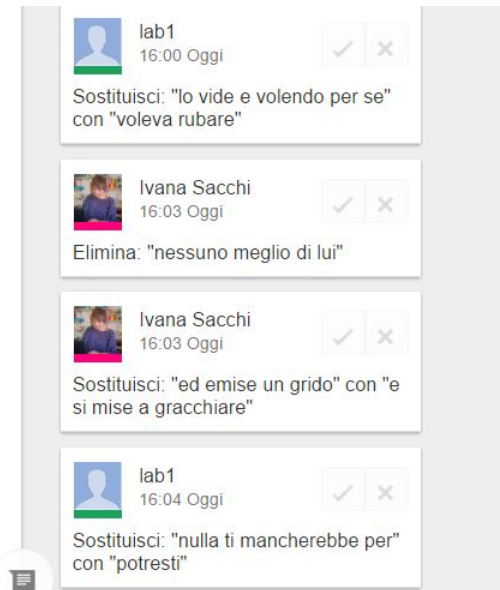 lab1
16:00 Oggi
Sostituisci: "lo vide e volendo per se"
con "voleva rubare"
Ivana Sacchi
16:03 Oggi
Elimina: "nessuno meglio di lui"
Ivana Sacchi
16:03 Oggi
Sostituisci: "ed emise un grido" con "e
si mise a gracchiare"
lab1
16:04 Oggi
Sostituisci: "nulla ti mancherebbe per"
con "potresti"